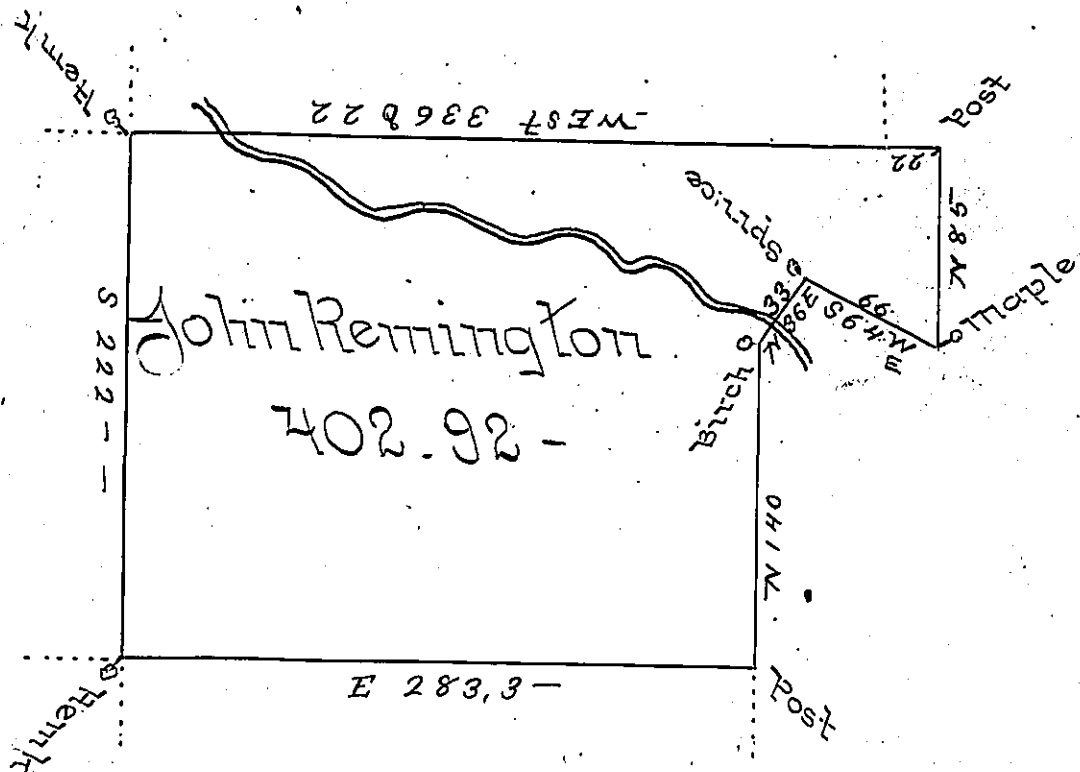 Hemlk
WEST 336 & 22
Post
22
N 85
Spruce
33
N 36 E
99
S 64 E
Maple
Birch
John Remington
402.92 -
S 222 - -
N 140
E 283,3 -
Hemlk
Post